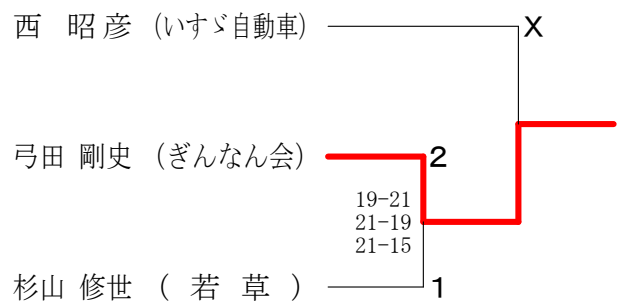 西 昭彦 (いすゞ自動車)
X
弓田 剛史 (ぎんなん会)
2
19-21
21-19
21-15
杉山 修世 ( 若 草 )
1